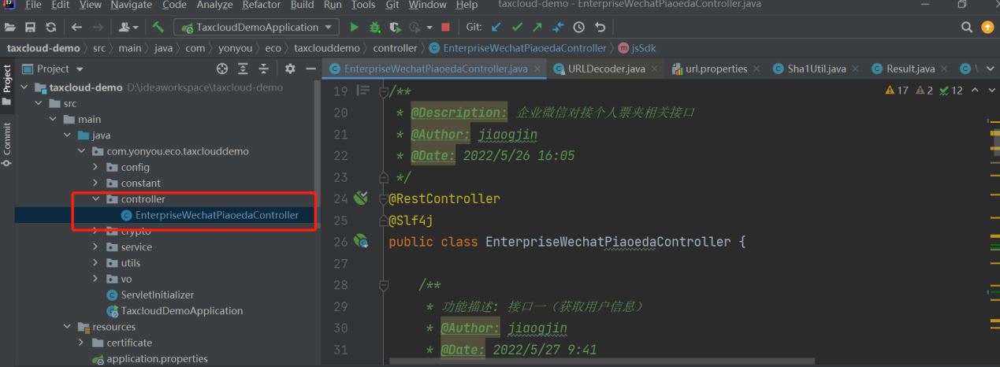 File Edit View Navigate Code Analyze Refactor Build Run Tools Git Window Help taxcloud-demo - EnterpriseWechatPiaoedaController.java
TaxcloudDemoApplication Git:
taxcloud-demo src main java com yonyou eco taxclouddemo controller EnterpriseWechatPiaoedaController jsSdk
Project
Commit
Project
EnterpriseWechatPiaoedaController.java URLDecoder.java url.properties Sha1Util.java Result.java
taxcloud-demo D:\ideaworkspace\taxcloud-demo
src
main
java
com.yonyou.eco.taxclouddemo
config
constant
controller
EnterpriseWechatPiaoedaController
crypto
service
utils
vo
ServletInitializer
TaxcloudDemoApplication
resources
certificate
application.properties
17 2 12
19 /**
20 * @Description: 企业微信对接个人票夹相关接口
21 * @Author: jiaogjin
22 * @Date: 2022/5/26 16:05
23 */
24 @RestController
25 @Slf4j
26 public class EnterpriseWechatPiaoedaController {
27
28 /**
29 * 功能描述: 接口一（获取用户信息）
30 * @Author: jiaogjin
31 * @Date: 2022/5/27 9:41